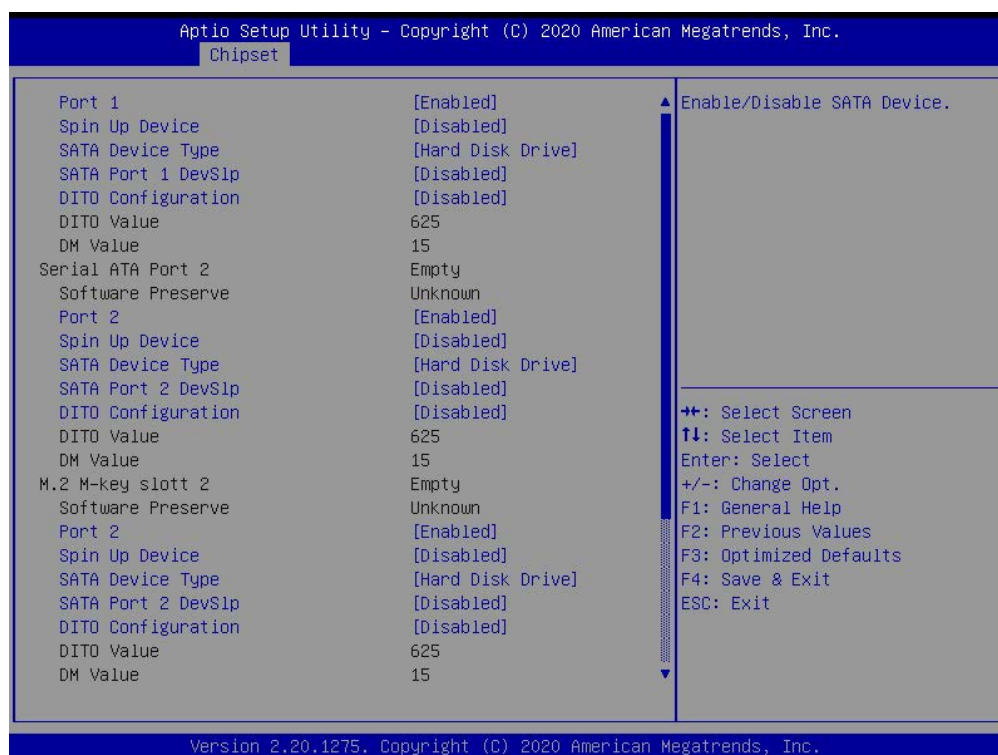 Aptio Setup Utility – Copyright (C) 2020 American Megatrends, Inc.
Chipset
Port 1 [Enabled]
Spin Up Device [Disabled]
SATA Device Type [Hard Disk Drive]
SATA Port 1 DevSlp [Disabled]
DITO Configuration [Disabled]
DITO Value 625
DM Value 15
Serial ATA Port 2 Empty
Software Preserve Unknown
Port 2 [Enabled]
Spin Up Device [Disabled]
SATA Device Type [Hard Disk Drive]
SATA Port 2 DevSlp [Disabled]
DITO Configuration [Disabled]
DITO Value 625
DM Value 15
M.2 M-key slott 2 Empty
Software Preserve Unknown
Port 2 [Enabled]
Spin Up Device [Disabled]
SATA Device Type [Hard Disk Drive]
SATA Port 2 DevSlp [Disabled]
DITO Configuration [Disabled]
DITO Value 625
DM Value 15
Enable/Disable SATA Device.
→←: Select Screen
↑↓: Select Item
Enter: Select
+/-: Change Opt.
F1: General Help
F2: Previous Values
F3: Optimized Defaults
F4: Save & Exit
ESC: Exit
Version 2.20.1275. Copyright (C) 2020 American Megatrends, Inc.